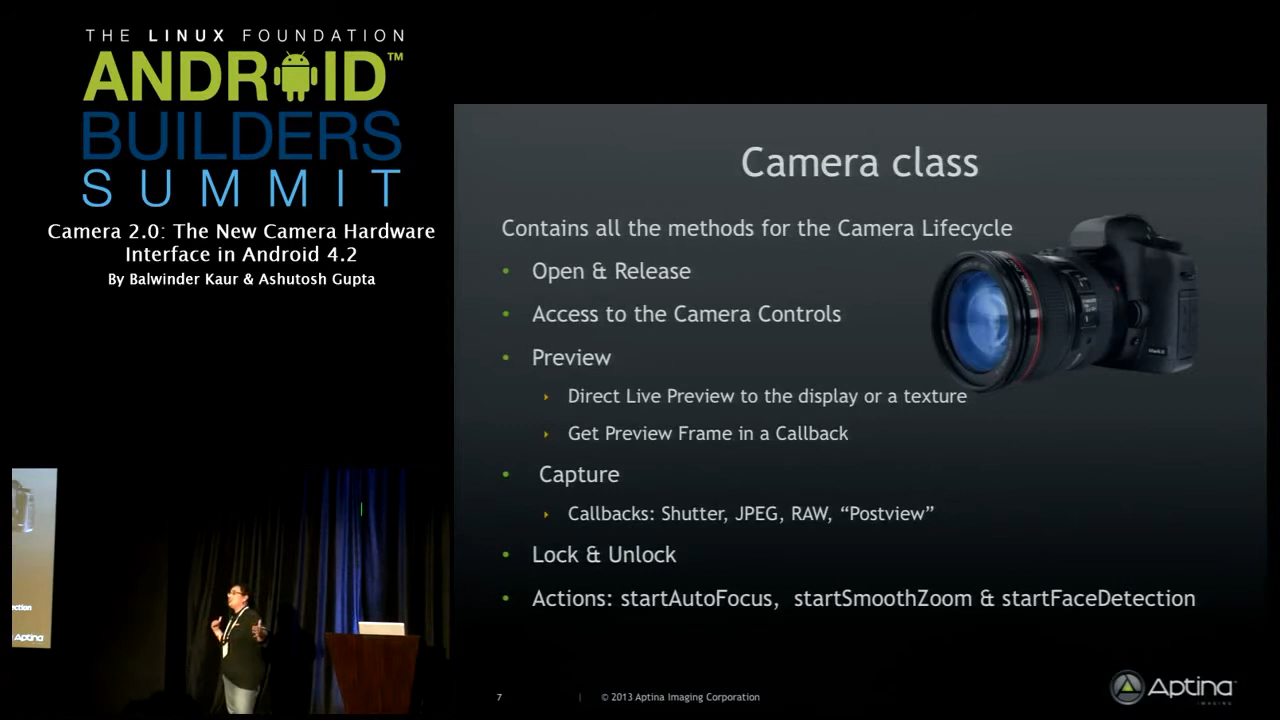 THE LINUX FOUNDATION
ANDROID™
BUILDERS
SUMMIT
Camera 2.0: The New Camera Hardware
Interface in Android 4.2
By Balwinder Kaur & Ashutosh Gupta
Camera class
Contains all the methods for the Camera Lifecycle
• Open & Release
• Access to the Camera Controls
• Preview
‣ Direct Live Preview to the display or a texture
‣ Get Preview Frame in a Callback
• Capture
‣ Callbacks: Shutter, JPEG, RAW, “Postview”
• Lock & Unlock
• Actions: startAutoFocus, startSmoothZoom & startFaceDetection
7 | © 2013 Aptina Imaging Corporation
Aptina
IMAGING
Aptina